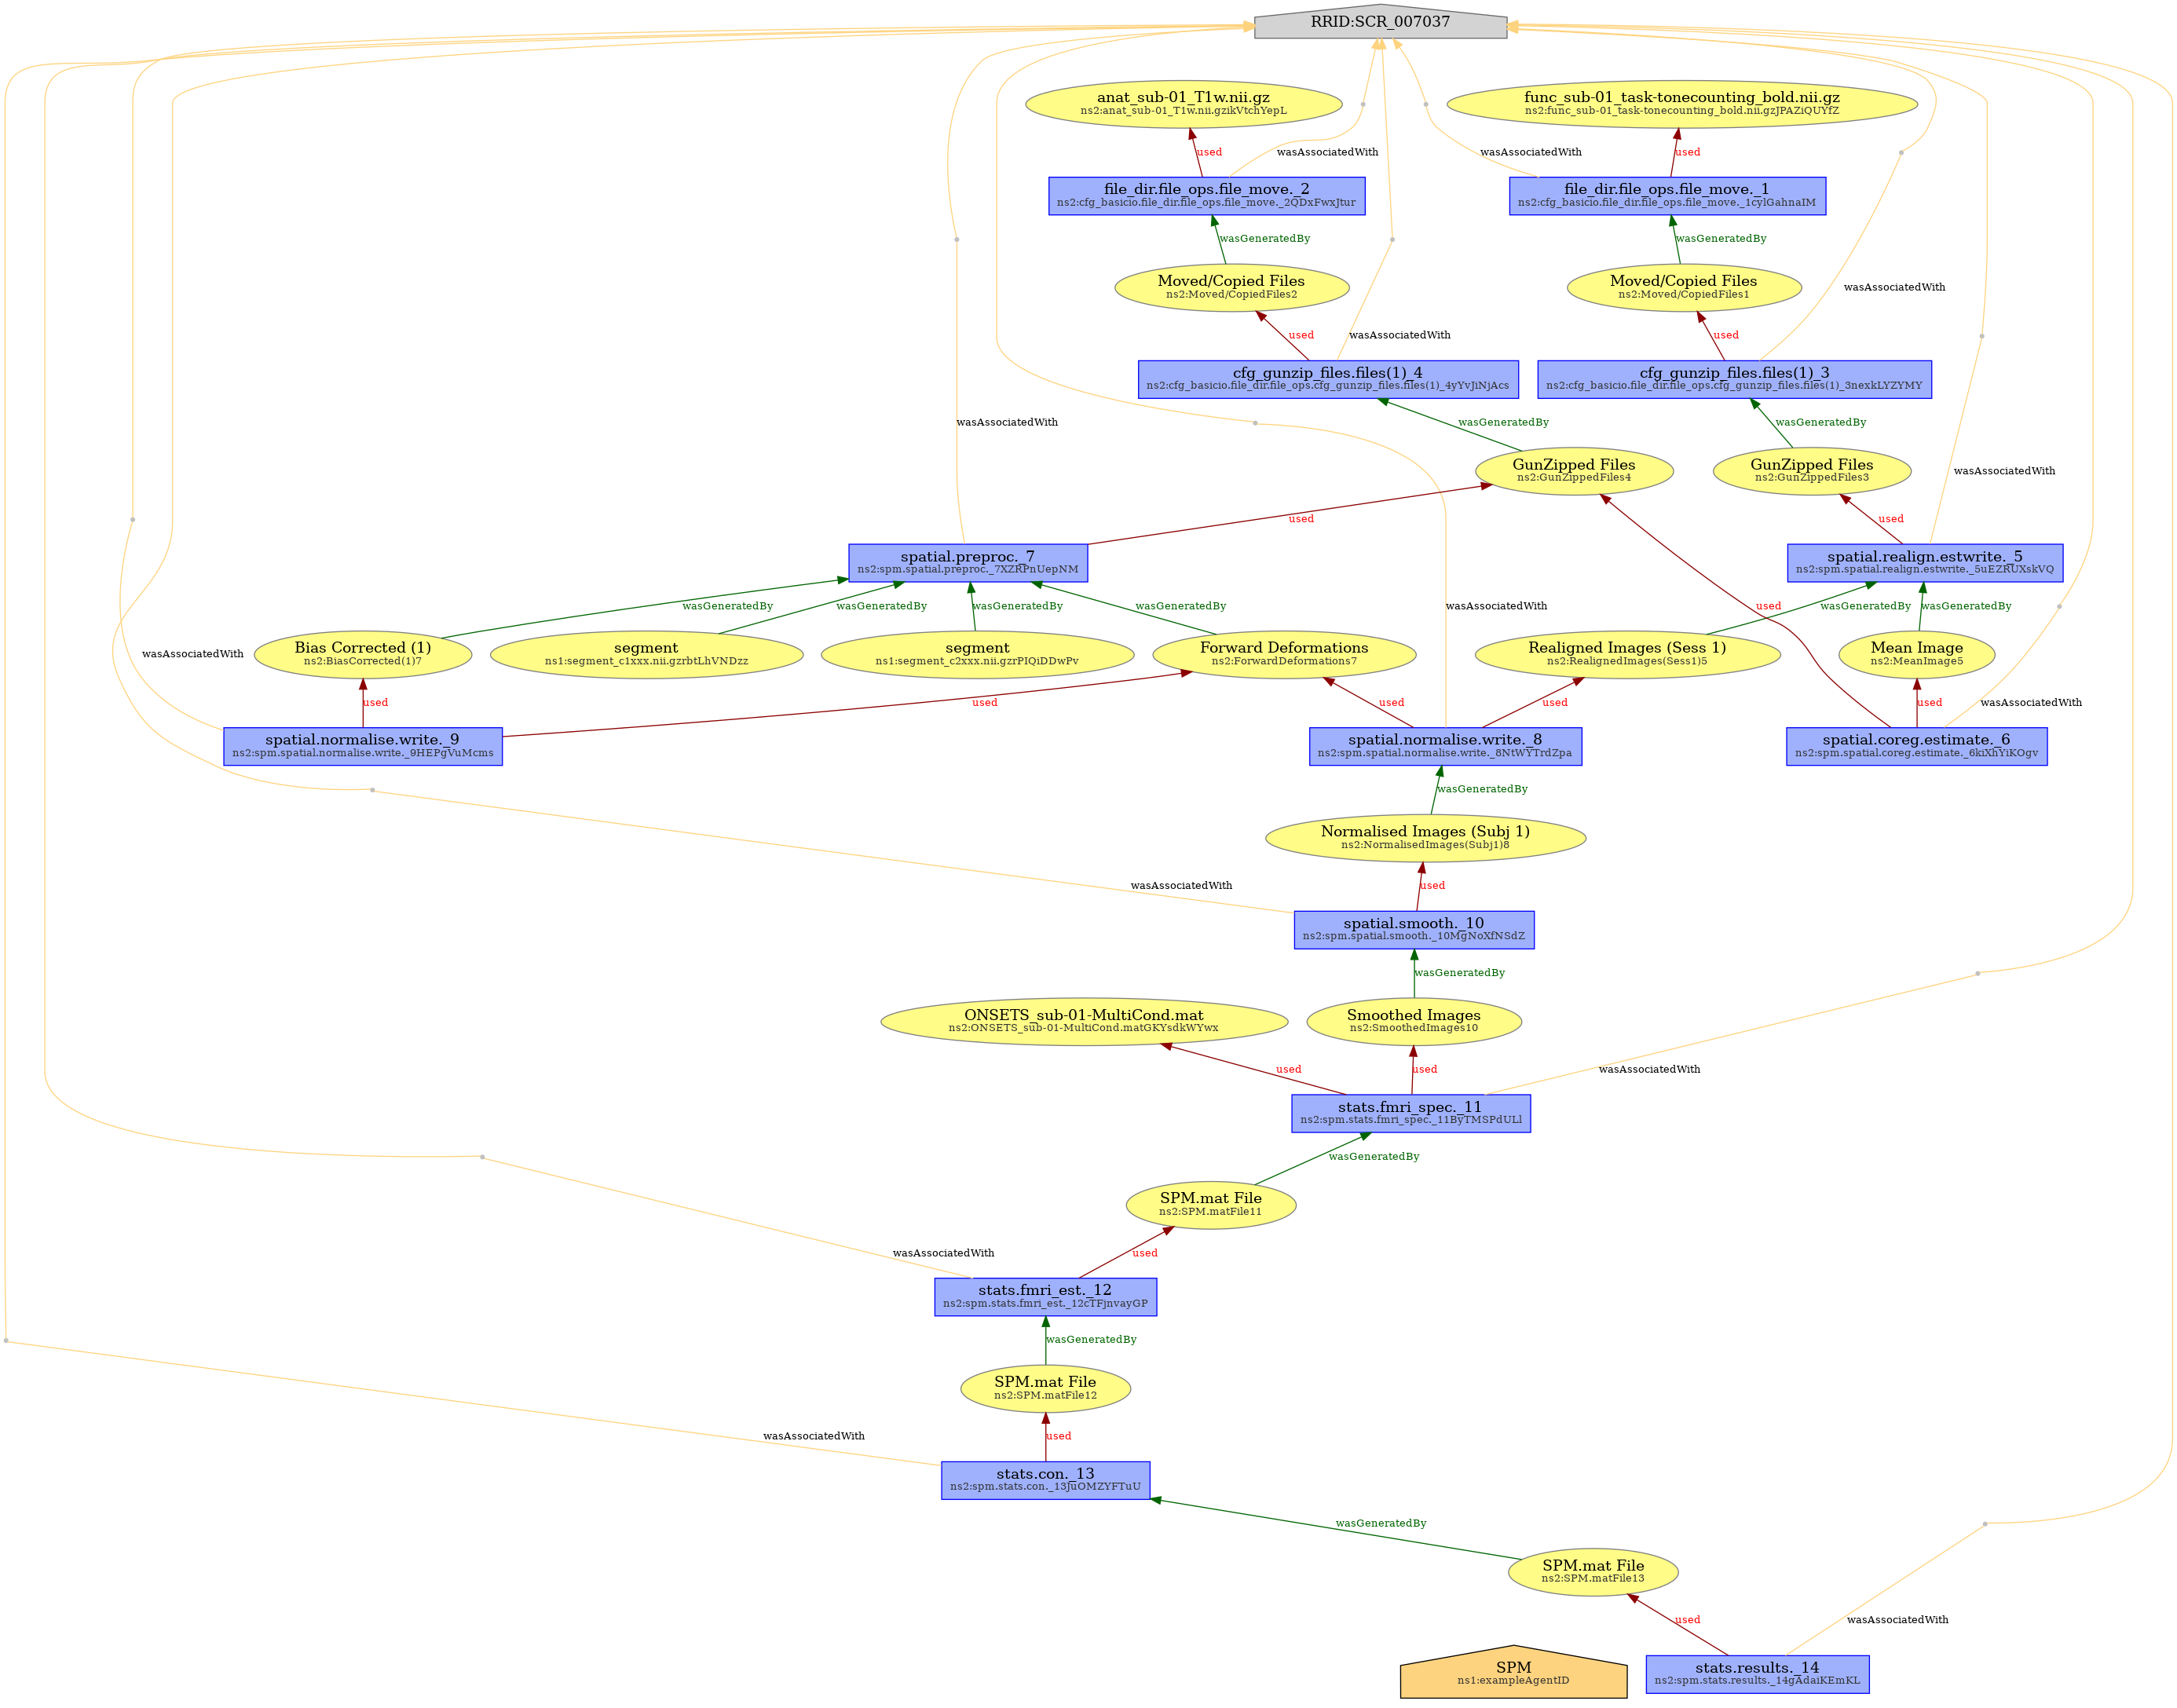 RRID:SCR_007037
anat_sub-01_T1w.nii.gz
ns2:anat_sub-01_T1w.nii.gzikVtchYepL
func_sub-01_task-tonecounting_bold.nii.gz
ns2:func_sub-01_task-tonecounting_bold.nii.gzJPAZiQUYfZ
used
wasAssociatedWith
wasAssociatedWith
used
file_dir.file_ops.file_move._2
ns2:cfg_basicio.file_dir.file_ops.file_move._2QDxFwxJtur
file_dir.file_ops.file_move._1
ns2:cfg_basicio.file_dir.file_ops.file_move._1cylGahnaIM
wasGeneratedBy
wasGeneratedBy
Moved/Copied Files
ns2:Moved/CopiedFiles2
Moved/Copied Files
ns2:Moved/CopiedFiles1
wasAssociatedWith
used
wasAssociatedWith
used
cfg_gunzip_files.files(1)_4
ns2:cfg_basicio.file_dir.file_ops.cfg_gunzip_files.files(1)_4yYvJiNjAcs
cfg_gunzip_files.files(1)_3
ns2:cfg_basicio.file_dir.file_ops.cfg_gunzip_files.files(1)_3nexkLYZYMY
wasAssociatedWith
wasGeneratedBy
wasGeneratedBy
GunZipped Files
ns2:GunZippedFiles4
GunZipped Files
ns2:GunZippedFiles3
wasAssociatedWith
used
used
spatial.preproc._7
ns2:spm.spatial.preproc._7XZRPnUepNM
spatial.realign.estwrite._5
ns2:spm.spatial.realign.estwrite._5uEZRUXskVQ
wasGeneratedBy
wasGeneratedBy
wasGeneratedBy
wasGeneratedBy
wasAssociatedWith
used
wasGeneratedBy
wasGeneratedBy
wasAssociatedWith
Bias Corrected (1)
ns2:BiasCorrected(1)7
segment
ns1:segment_c1xxx.nii.gzrbtLhVNDzz
segment
ns1:segment_c2xxx.nii.gzrPIQiDDwPv
Forward Deformations
ns2:ForwardDeformations7
Realigned Images (Sess 1)
ns2:RealignedImages(Sess1)5
Mean Image
ns2:MeanImage5
used
used
used
used
used
wasAssociatedWith
spatial.normalise.write._9
ns2:spm.spatial.normalise.write._9HEPgVuMcms
spatial.normalise.write._8
ns2:spm.spatial.normalise.write._8NtWYTrdZpa
spatial.coreg.estimate._6
ns2:spm.spatial.coreg.estimate._6kiXhYiKOgv
wasGeneratedBy
Normalised Images (Subj 1)
ns2:NormalisedImages(Subj1)8
wasAssociatedWith
used
spatial.smooth._10
ns2:spm.spatial.smooth._10MgNoXfNSdZ
wasGeneratedBy
ONSETS_sub-01-MultiCond.mat
ns2:ONSETS_sub-01-MultiCond.matGKYsdkWYwx
Smoothed Images
ns2:SmoothedImages10
used
used
wasAssociatedWith
stats.fmri_spec._11
ns2:spm.stats.fmri_spec._11ByTMSPdULl
wasGeneratedBy
SPM.mat File
ns2:SPM.matFile11
wasAssociatedWith
used
stats.fmri_est._12
ns2:spm.stats.fmri_est._12cTFjnvayGP
wasGeneratedBy
SPM.mat File
ns2:SPM.matFile12
wasAssociatedWith
used
stats.con._13
ns2:spm.stats.con._13JuOMZYFTuU
wasGeneratedBy
SPM.mat File
ns2:SPM.matFile13
used
wasAssociatedWith
SPM
ns1:exampleAgentID
stats.results._14
ns2:spm.stats.results._14gAdaiKEmKL